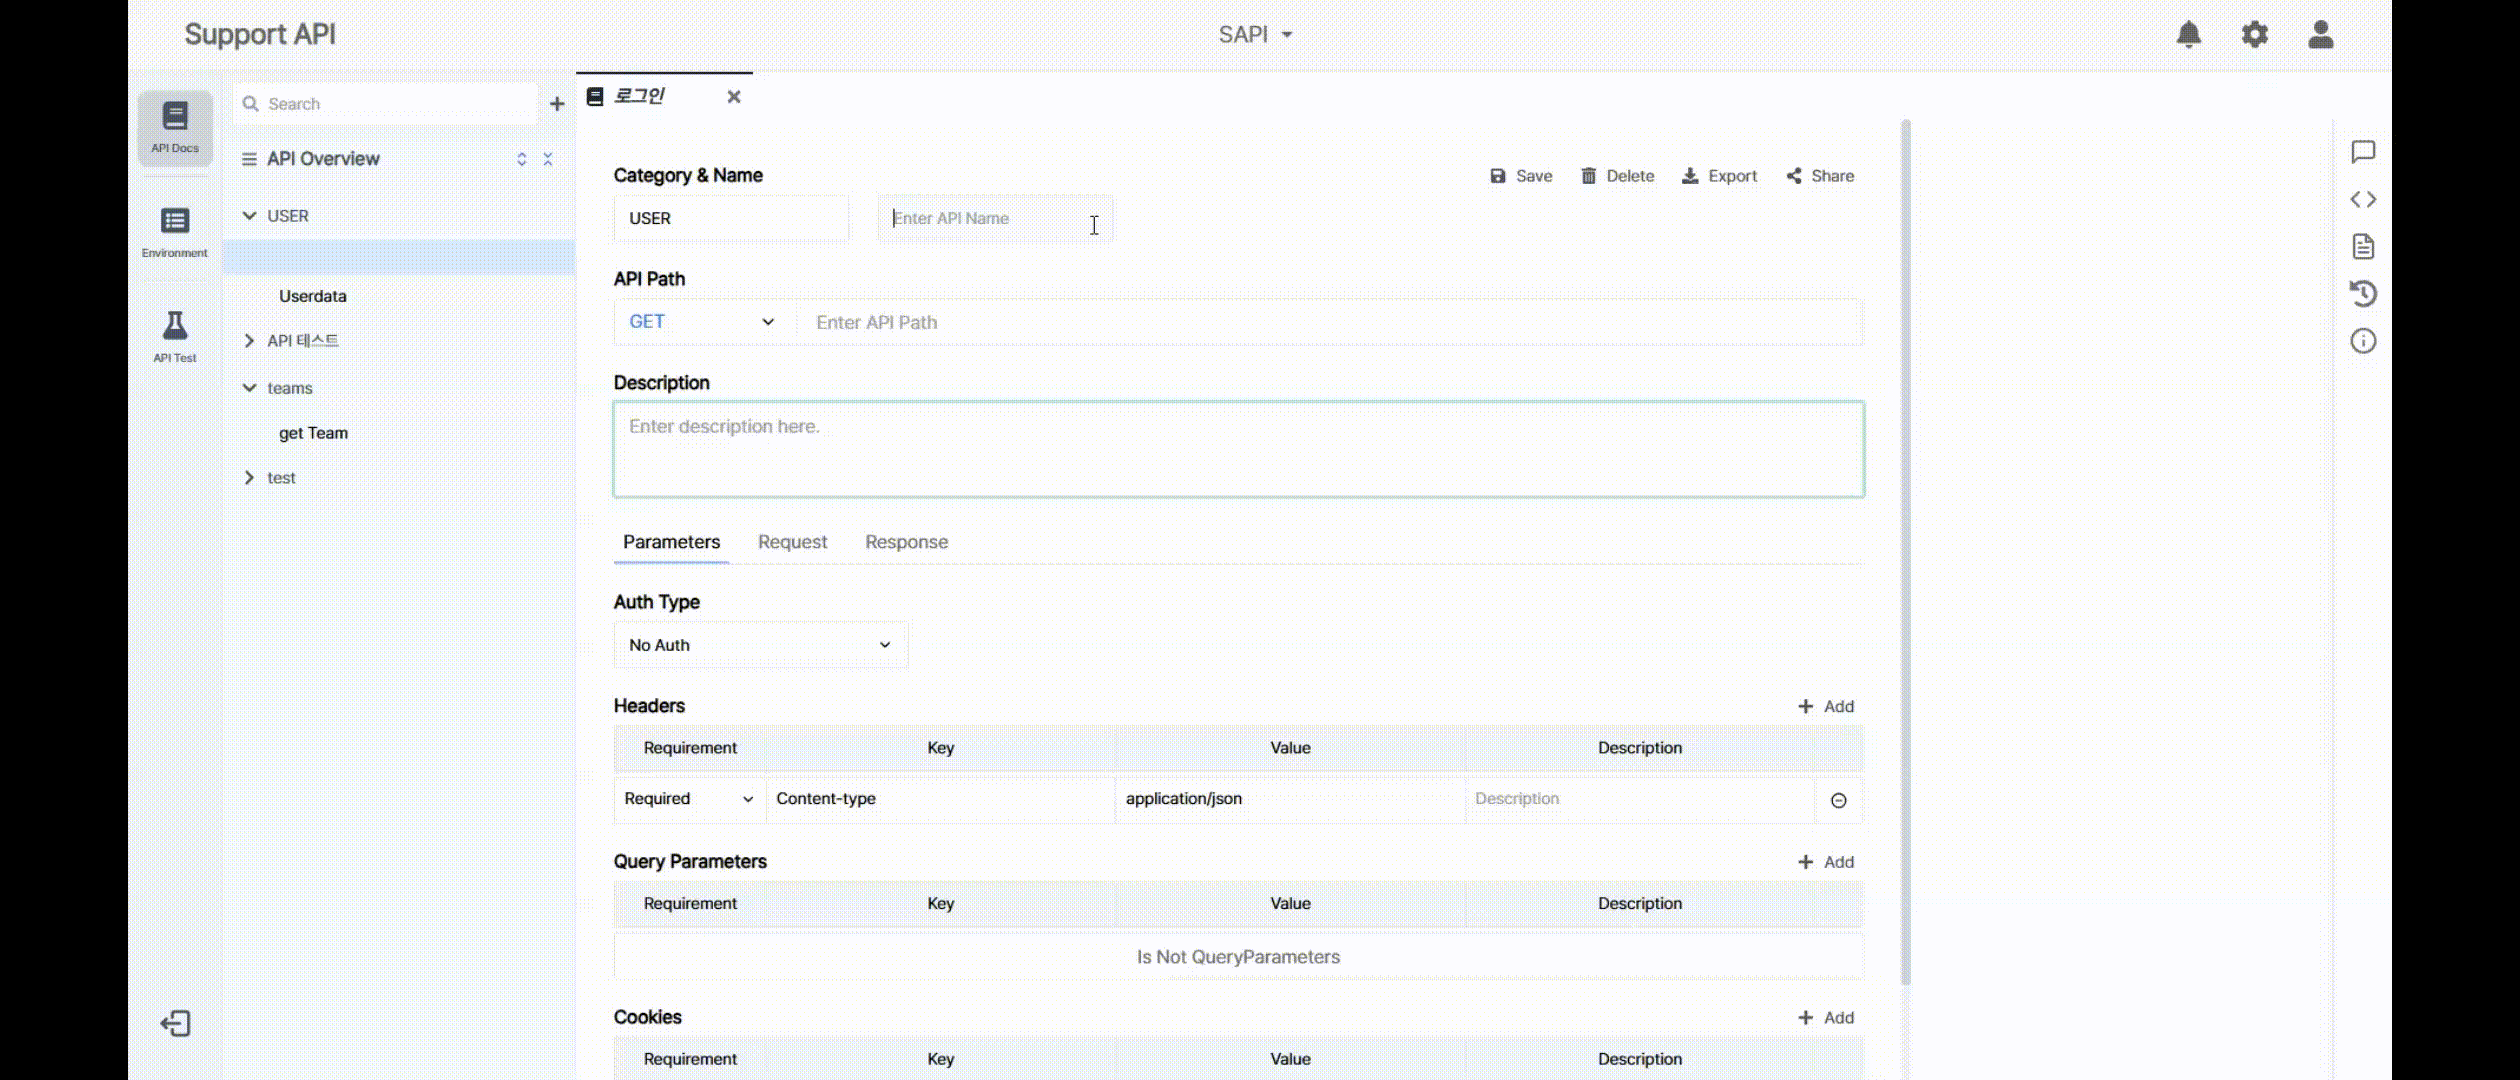 Support API
SAPI
API Docs
Environment
API Test
Search
API Overview
USER
Userdata
API 테스트
teams
get Team
test
로그인
Category & Name
Save
Delete
Export
Share
USER
Enter API Name
API Path
GET
Enter API Path
Description
Enter description here.
Parameters
Request
Response
Auth Type
No Auth
Headers
Add
Requirement
Key
Value
Description
Required
Content-type
application/json
Description
Query Parameters
Add
Requirement
Key
Value
Description
Is Not QueryParameters
Cookies
Add
Requirement
Key
Value
Description